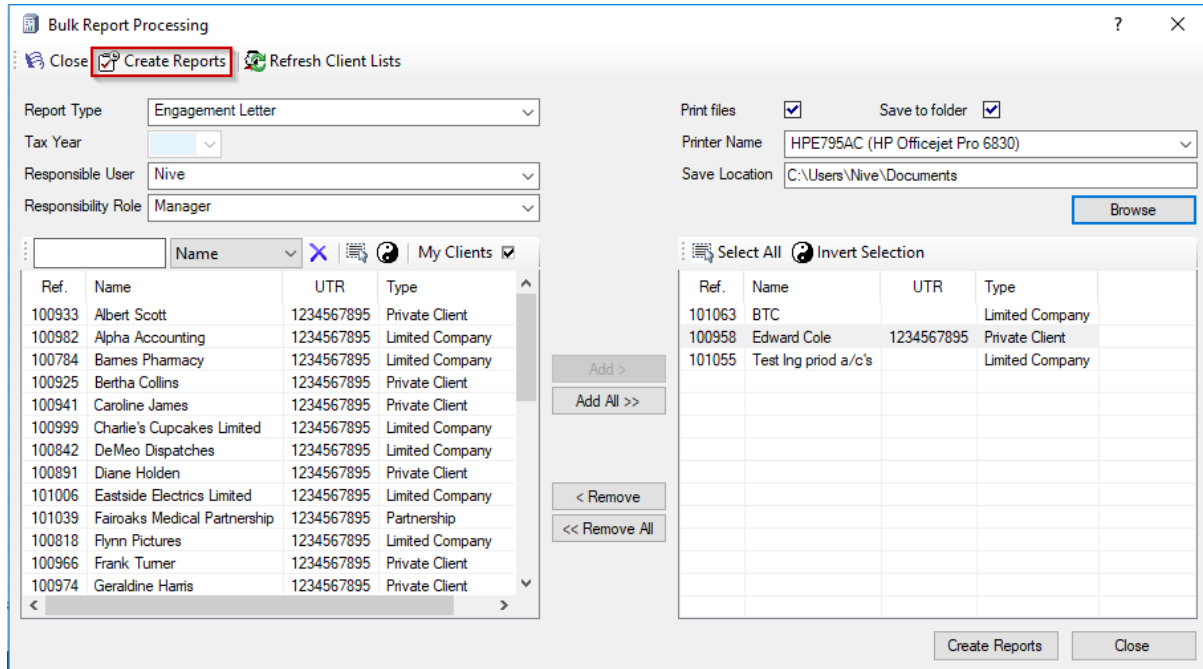 Bulk Report Processing ?
Close Create Reports Refresh Client Lists
Report Type Engagement Letter
Tax Year
Responsible User Nive
Responsibility Role Manager
Print files Save to folder
Printer Name HPE795AC (HP Officejet Pro 6830)
Save Location C:\Users\Nive\Documents
Browse
Name My Clients
Ref. Name UTR Type
100933 Albert Scott 1234567895 Private Client
100982 Alpha Accounting 1234567895 Limited Company
100784 Barnes Pharmacy 1234567895 Limited Company
100925 Bertha Collins 1234567895 Private Client
100941 Caroline James 1234567895 Private Client
100999 Charlie's Cupcakes Limited 1234567895 Limited Company
100842 DeMeo Dispatches 1234567895 Limited Company
100891 Diane Holden 1234567895 Private Client
101006 Eastside Electrics Limited 1234567895 Limited Company
101039 Fairoaks Medical Partnership 1234567895 Partnership
100818 Flynn Pictures 1234567895 Limited Company
100966 Frank Turner 1234567895 Private Client
100974 Geraldine Harris 1234567895 Private Client
Add >
Add All >>
< Remove
<< Remove All
Select All Invert Selection
Ref. Name UTR Type
101063 BTC Limited Company
100958 Edward Cole 1234567895 Private Client
101055 Test lng priod a/c's Limited Company
Create Reports Close